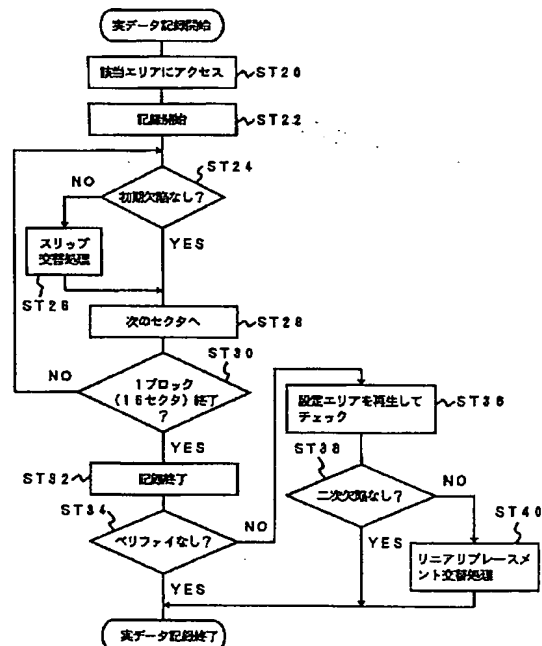 実データ記録開始
該当エリアにアクセス
ST20
記録開始
ST22
ST24
NO
初期欠陥なし?
YES
スリップ
交替処理
ST26
次のセクタへ
ST28
ST30
NO
1ブロック
(16セクタ)終了
?
YES
設定エリアを再生して
チェック
ST36
ST32
記録終了
ST38
NO
二次欠陥なし?
ST34
ベリファイなし?
NO
YES
ST40
リニアリプレースメ
ント交替処理
YES
実データ記録終了